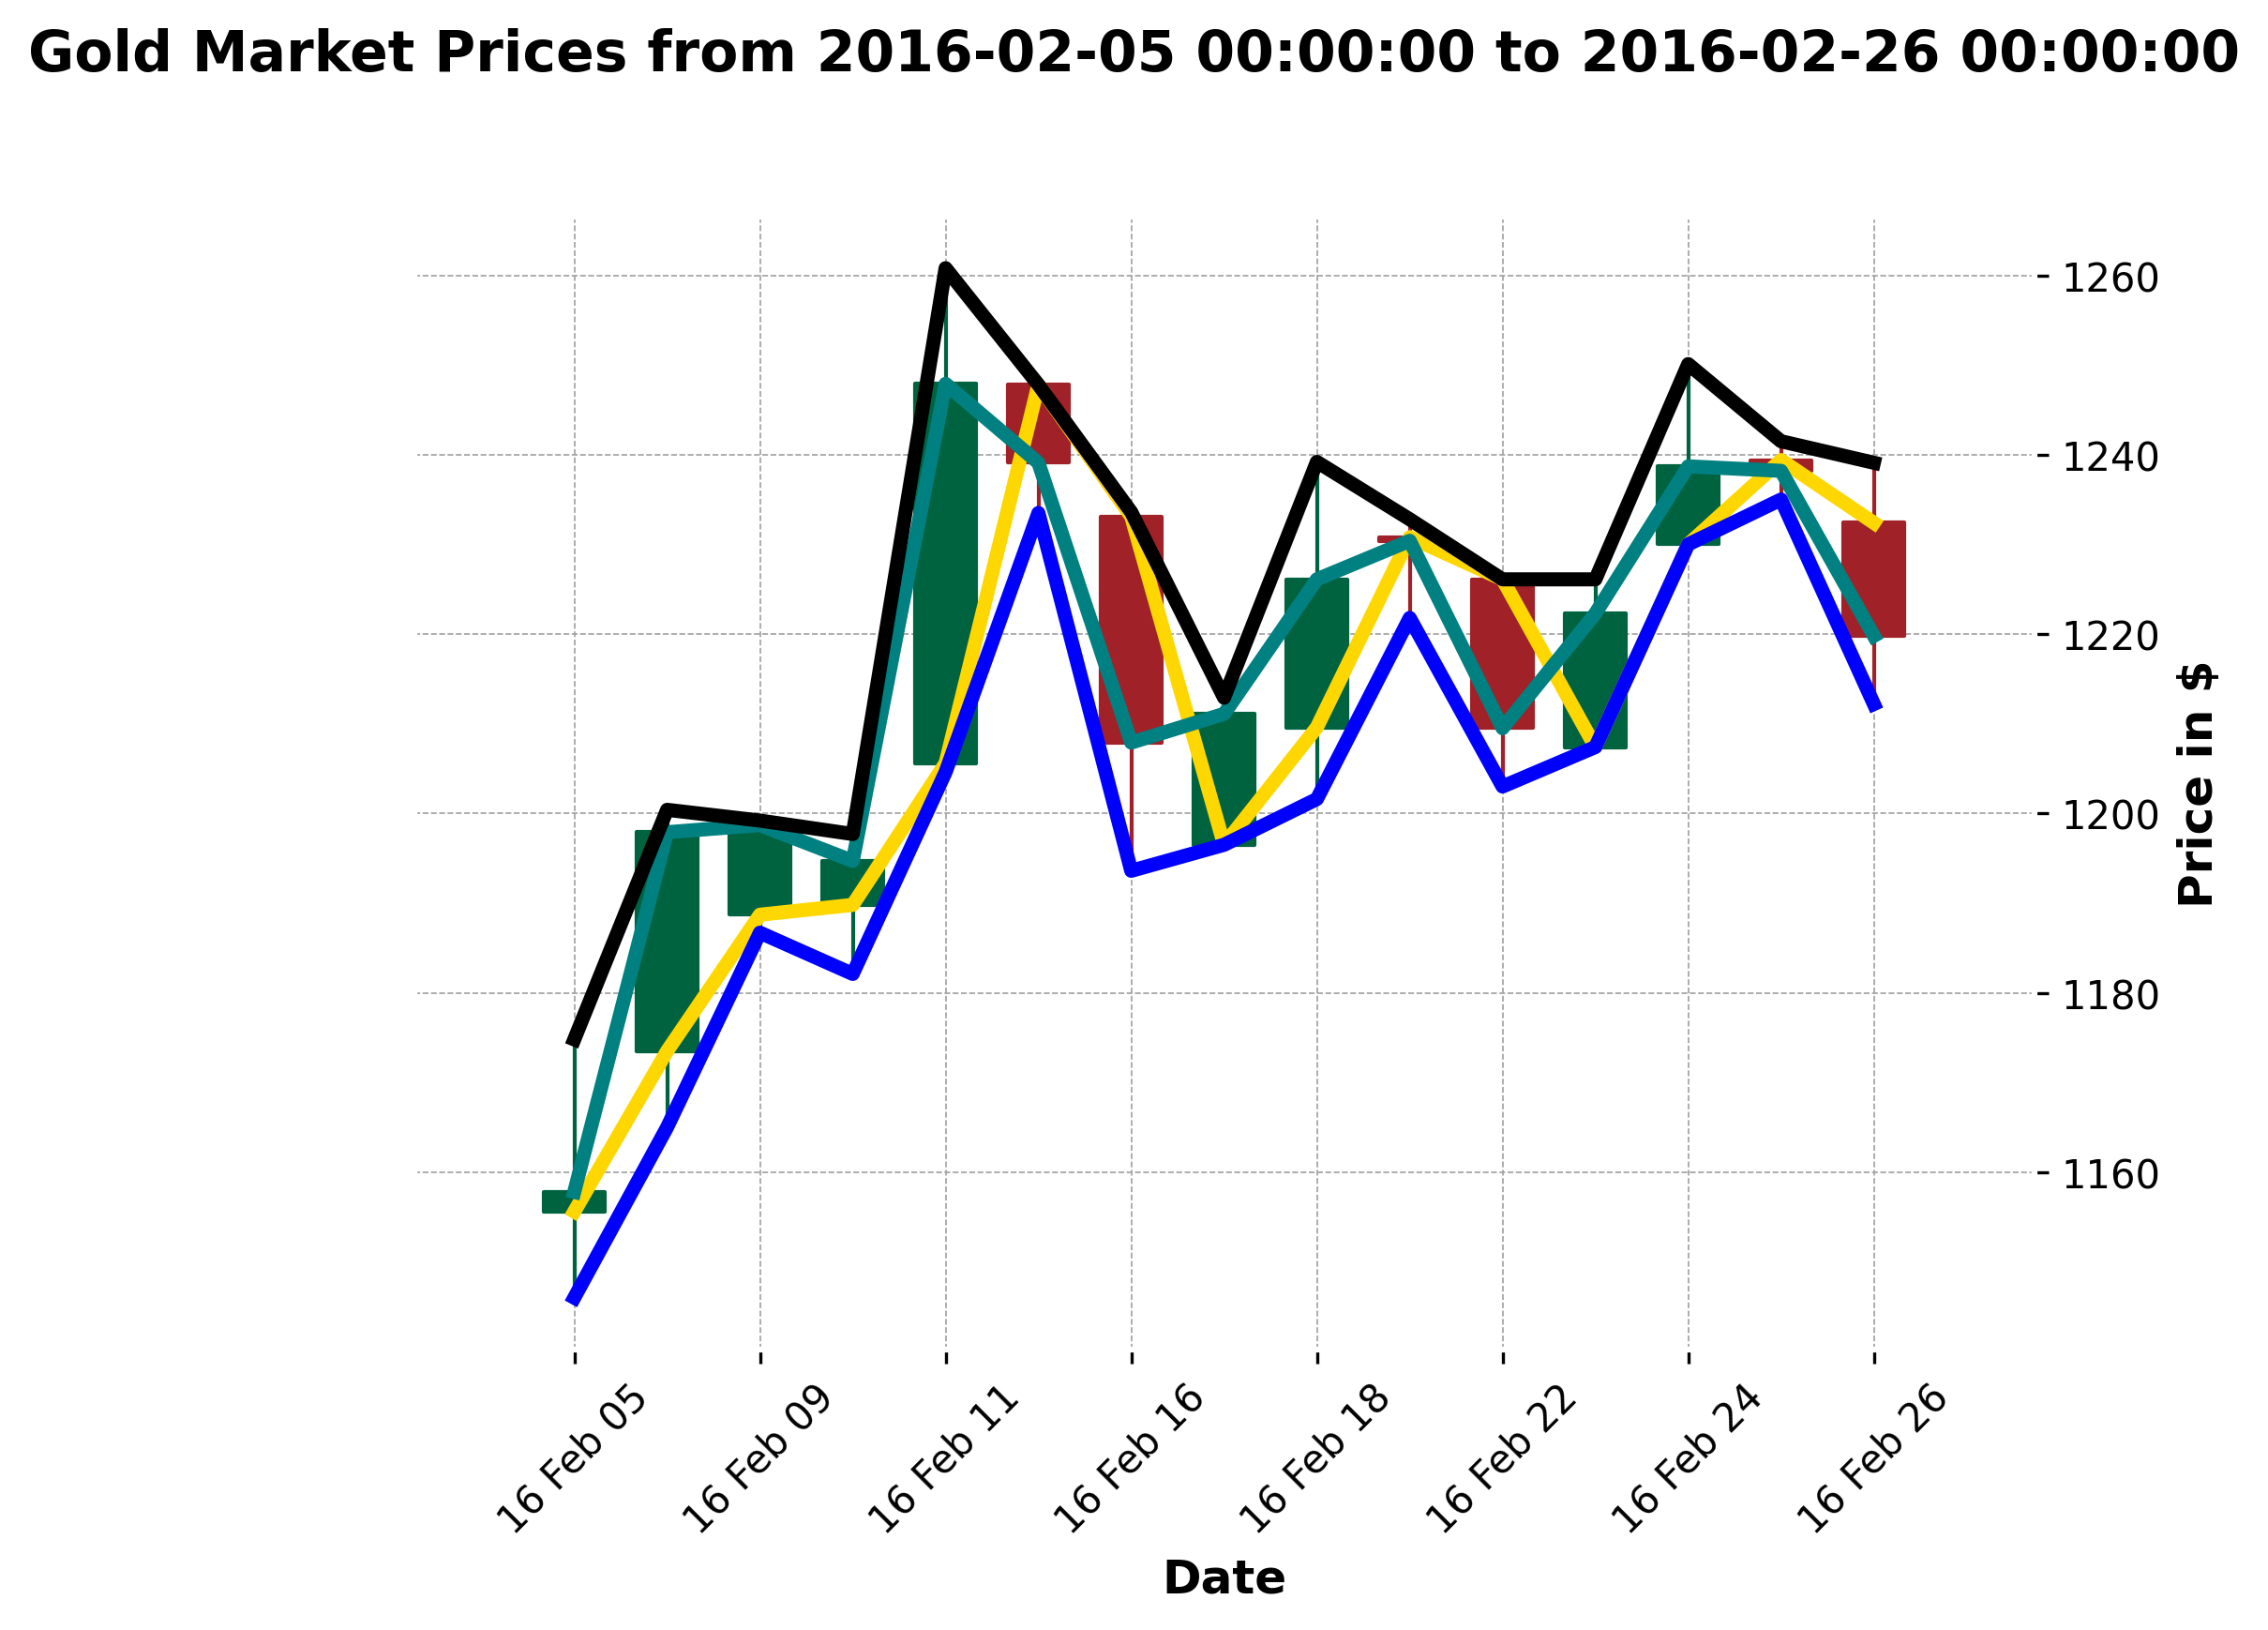 Gold Market Prices from 2016-02-05 00:00:00 to 2016-02-26 00:00:00
1260
1240
1220
1200
1180
1160
Price in $
16 Feb 05
16 Feb 09
16 Feb 11
16 Feb 16
16 Feb 18
16 Feb 22
16 Feb 24
16 Feb 26
Date